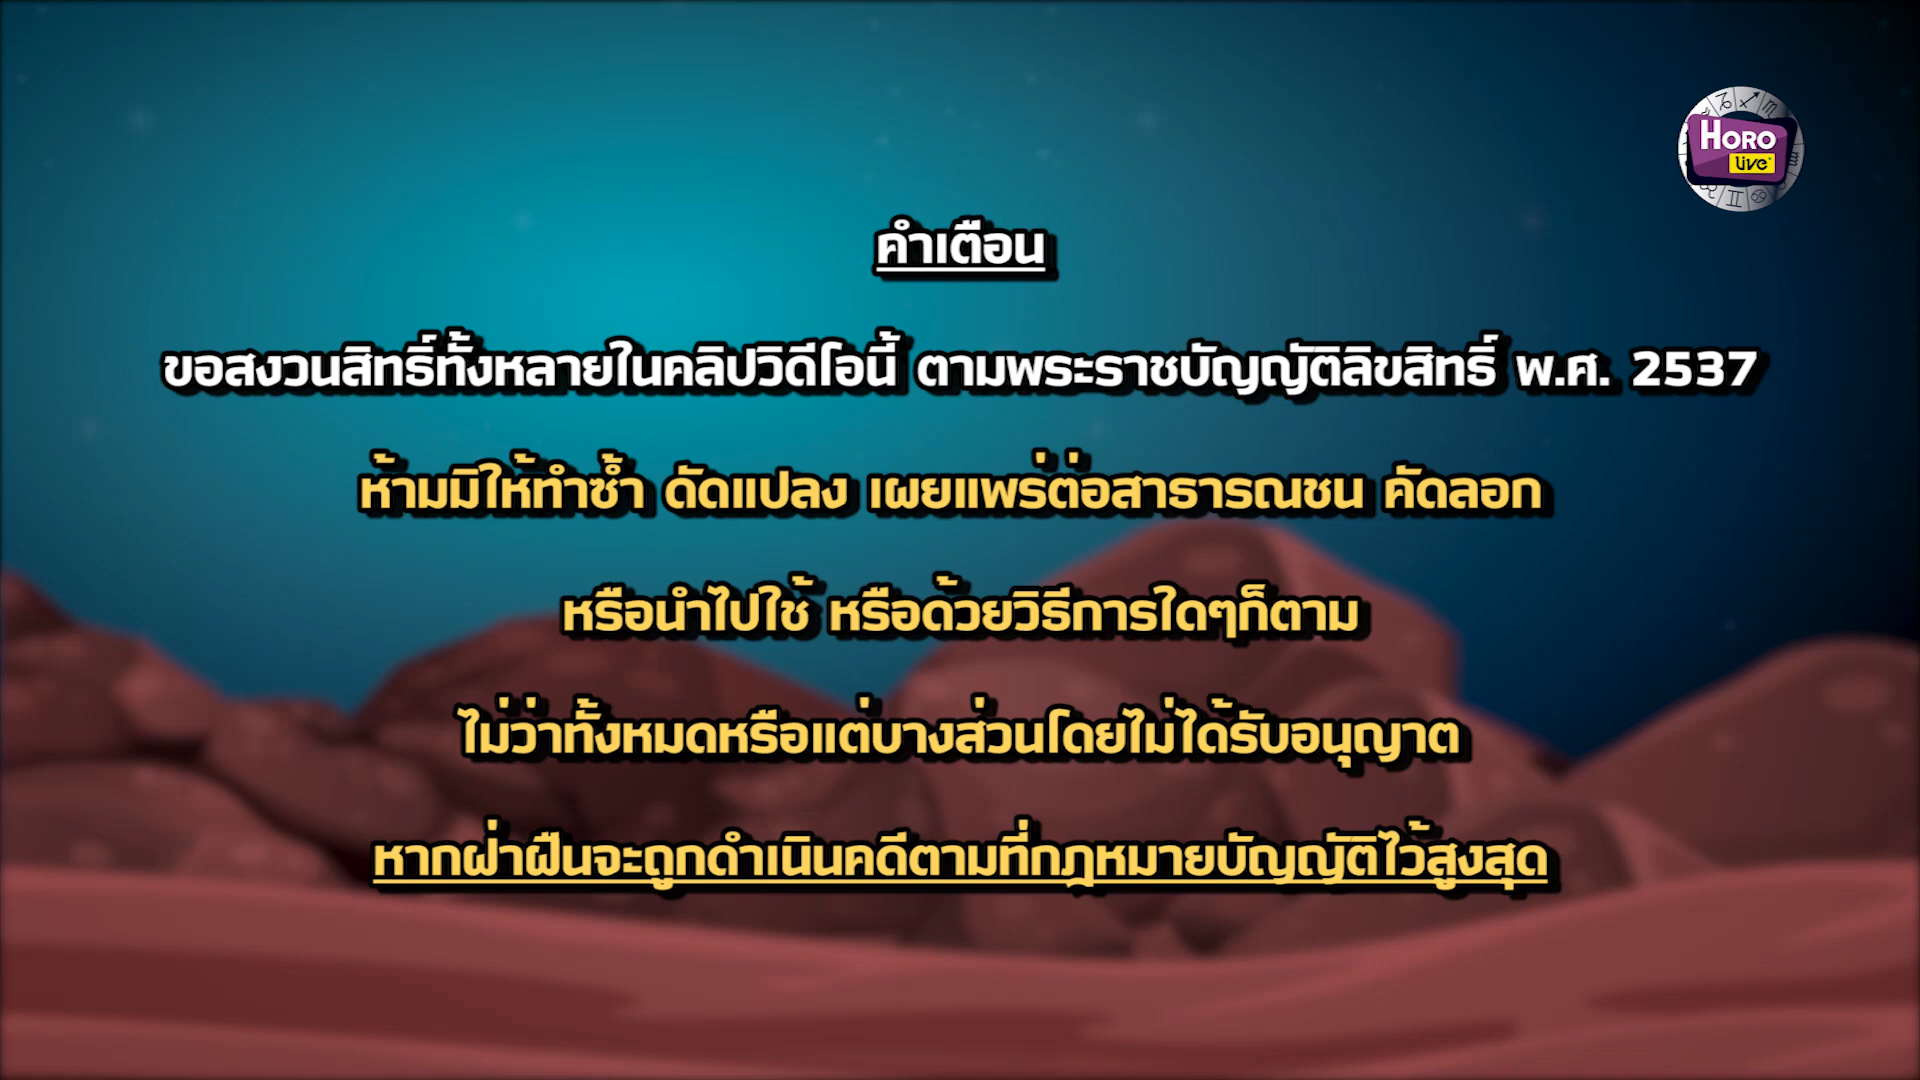 HORO
Live
คำเตือน
ขอสงวนสิทธิ์ทั้งหลายในคลิปวิดีโอนี้ ตามพระราชบัญญัติลิขสิทธิ์ พ.ศ. 2537
ห้ามมิให้ทำซ้ำ ดัดแปลง เผยแพร่ต่อสาธารณชน คัดลอก
หรือนำไปใช้ หรือด้วยวิธีการใดๆก็ตาม
ไม่ว่าทั้งหมดหรือแต่บางส่วนโดยไม่ได้รับอนุญาต
หากฝ่าฝืนจะถูกดำเนินคดีตามที่กฎหมายบัญญัติไว้สูงสุด